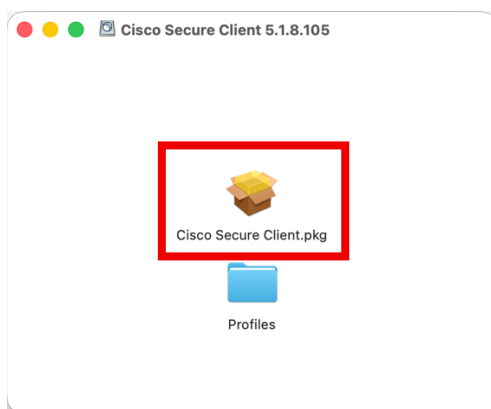 Cisco Secure Client 5.1.8.105
Cisco Secure Client.pkg
Profiles